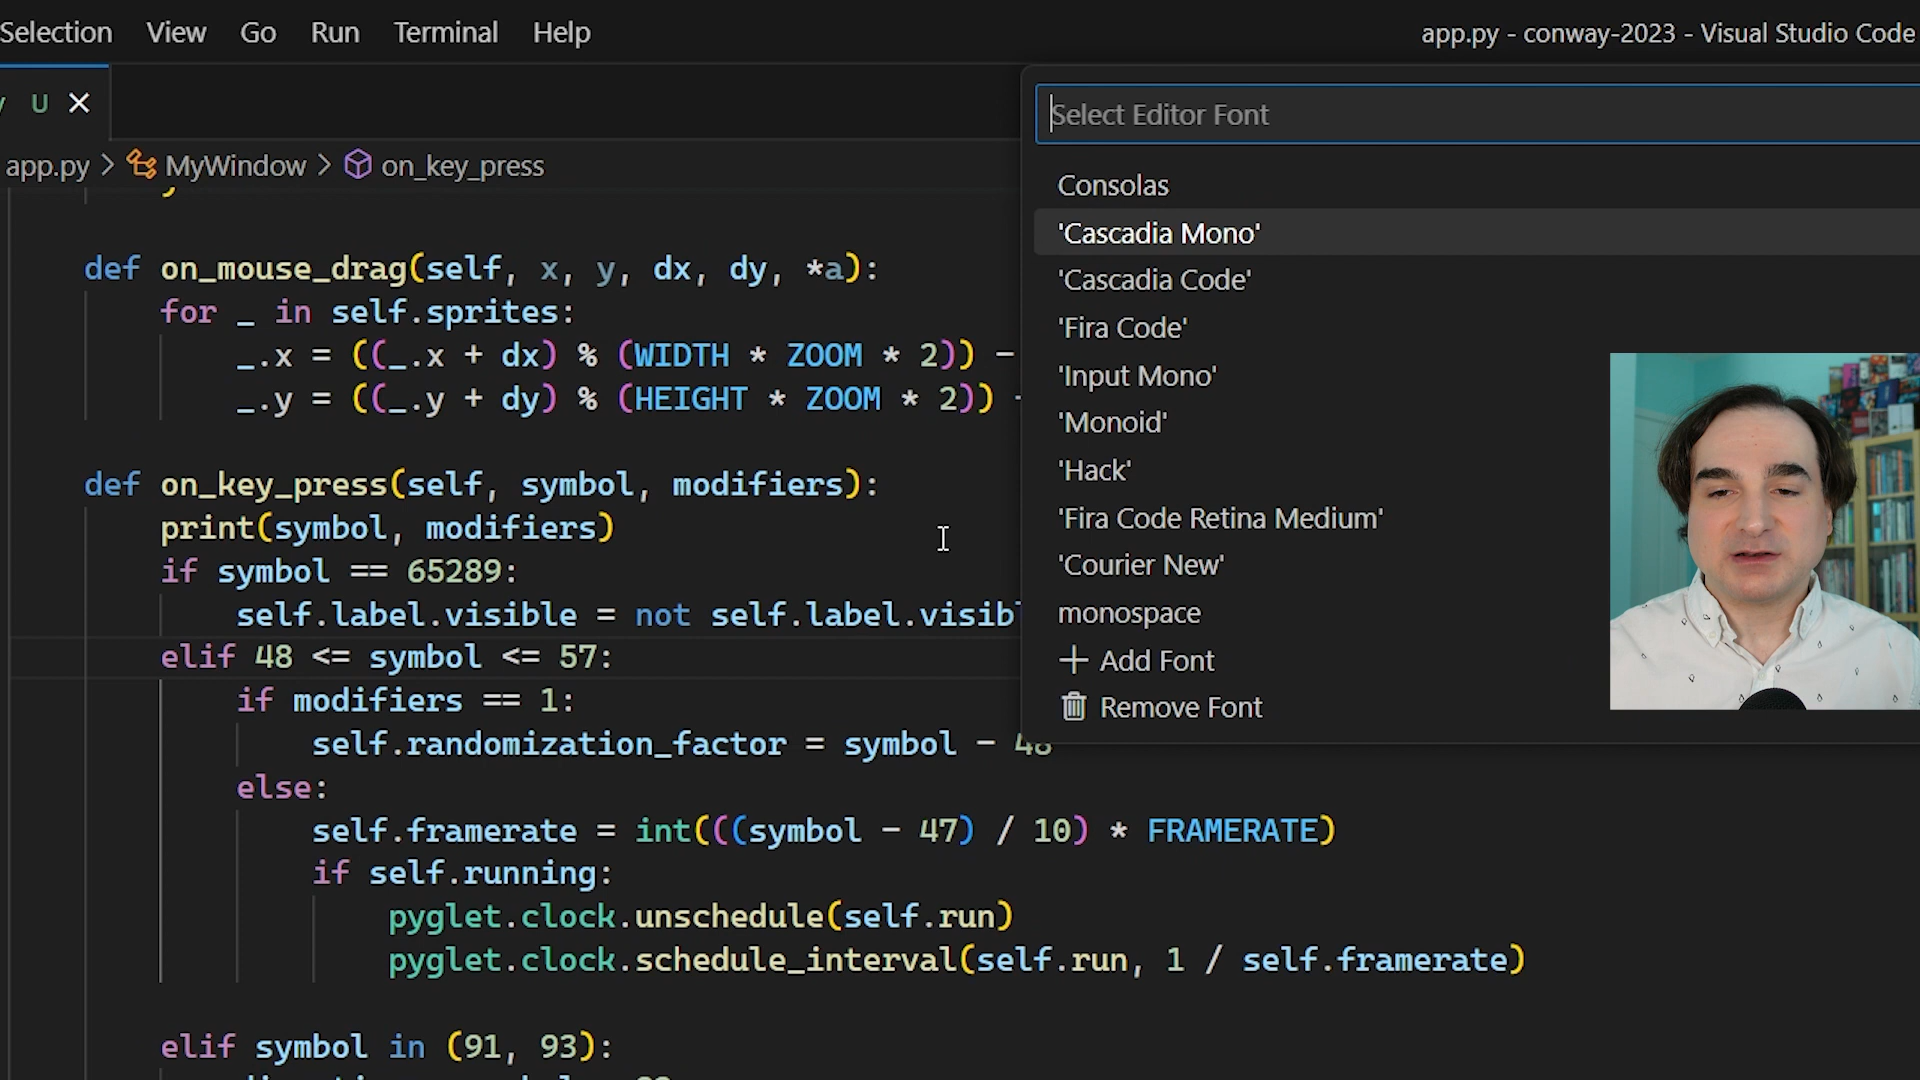 Selection View Go Run Terminal Help
app.py - conway-2023 - Visual Studio Code
U
app.py > MyWindow > on_key_press
def on_mouse_drag(self, x, y, dx, dy, *a):
for _ in self.sprites:
_.x = ((_.x + dx) % (WIDTH * ZOOM * 2)) -
_.y = ((_.y + dy) % (HEIGHT * ZOOM * 2)) -
def on_key_press(self, symbol, modifiers):
print(symbol, modifiers)
if symbol == 65289:
self.label.visible = not self.label.visibl
elif 48 <= symbol <= 57:
if modifiers == 1:
self.randomization_factor = symbol - 48
else:
self.framerate = int(((symbol - 47) / 10) * FRAMERATE)
if self.running:
pyglet.clock.unschedule(self.run)
pyglet.clock.schedule_interval(self.run, 1 / self.framerate)
elif symbol in (91, 93):
Select Editor Font
Consolas
'Cascadia Mono'
'Cascadia Code'
'Fira Code'
'Input Mono'
'Monoid'
'Hack'
'Fira Code Retina Medium'
'Courier New'
monospace
+ Add Font
Remove Font